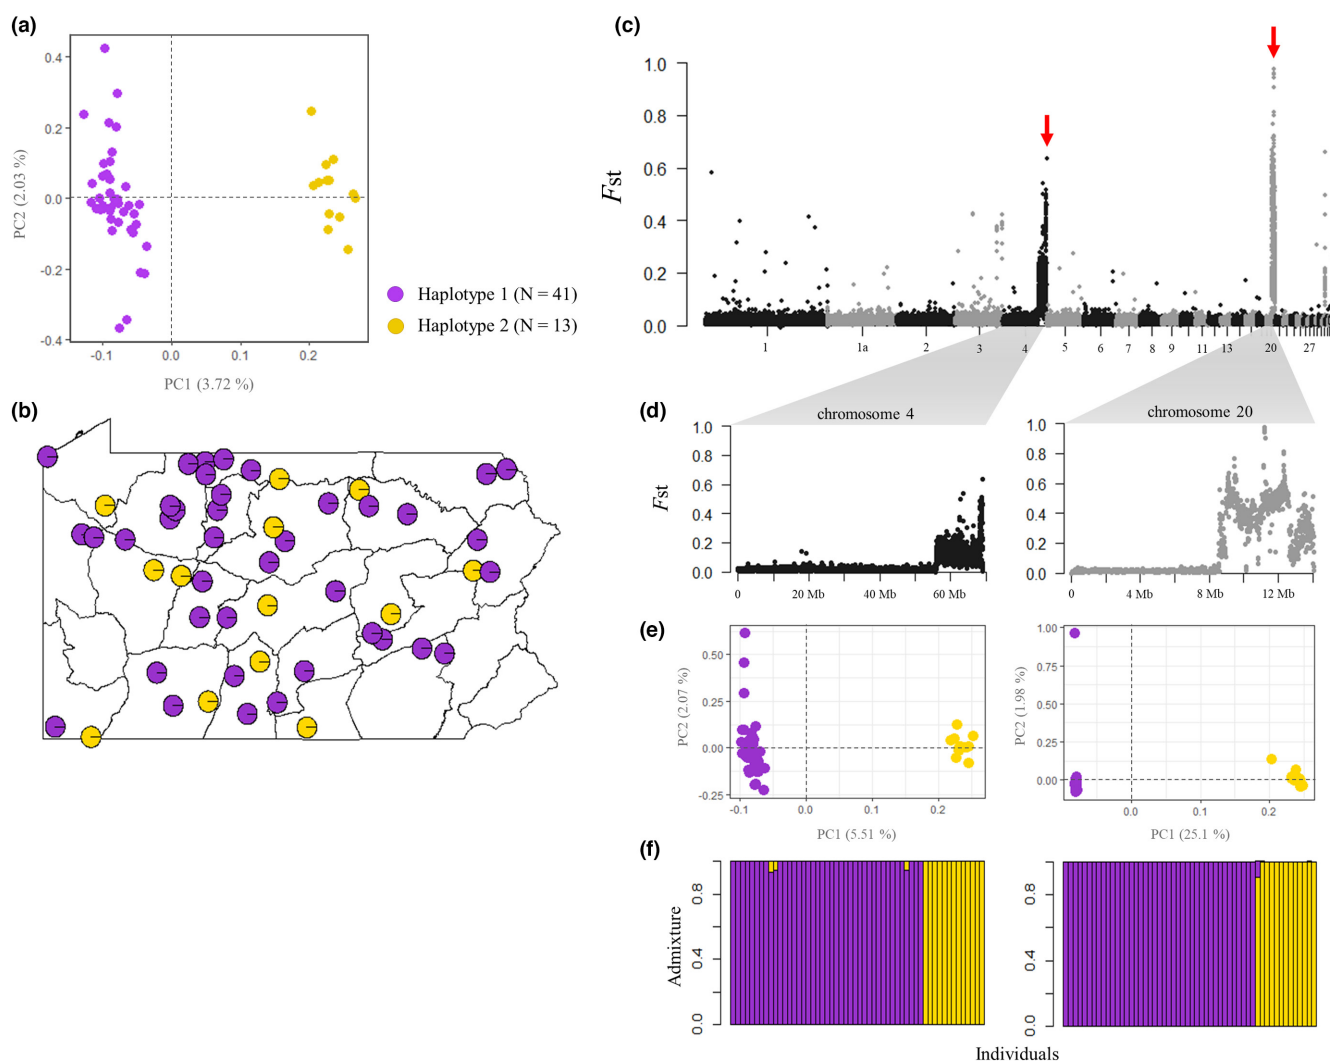 (a)
0.4
0.2
0.0
-0.2
-0.4
PC2 (2.03 %)
-0.1
0.0
0.1
0.2
PC1 (3.72 %)
Haplotype 1 (N = 41)
Haplotype 2 (N = 13)
(b)
(c)
1.0
0.8
0.6
0.4
0.2
0.0
Fst
1
1a
2
3
4
5
6
7
8
9
11
13
20
27
(d)
chromosome 4
1.0
0.8
0.6
0.4
0.2
0.0
Fst
0
20 Mb
40 Mb
60 Mb
chromosome 20
1.0
0.8
0.6
0.4
0.2
0.0
0
4 Mb
8 Mb
12 Mb
(e)
0.50
0.25
0.00
-0.25
PC2 (2.07 %)
-0.1
0.0
0.1
0.2
PC1 (5.51 %)
1.00
0.75
0.50
0.25
0.00
PC2 (1.98 %)
0.0
0.1
0.2
PC1 (25.1 %)
(f)
0.8
0.4
0.0
Admixture
0.8
0.4
0.0
Individuals